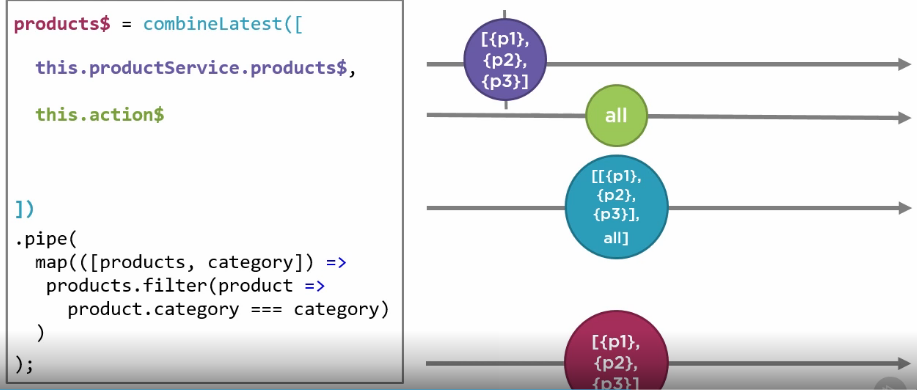 products$ = combineLatest([
this.productService.products$,
this.action$
])
.pipe(
map(([products, category]) =>
products.filter(product =>
product.category === category)
)
);
[{p1},
{p2},
{p3}]
all
[[{p1},
{p2},
{p3}],
all]
[{p1},
{p2},
{p3}]